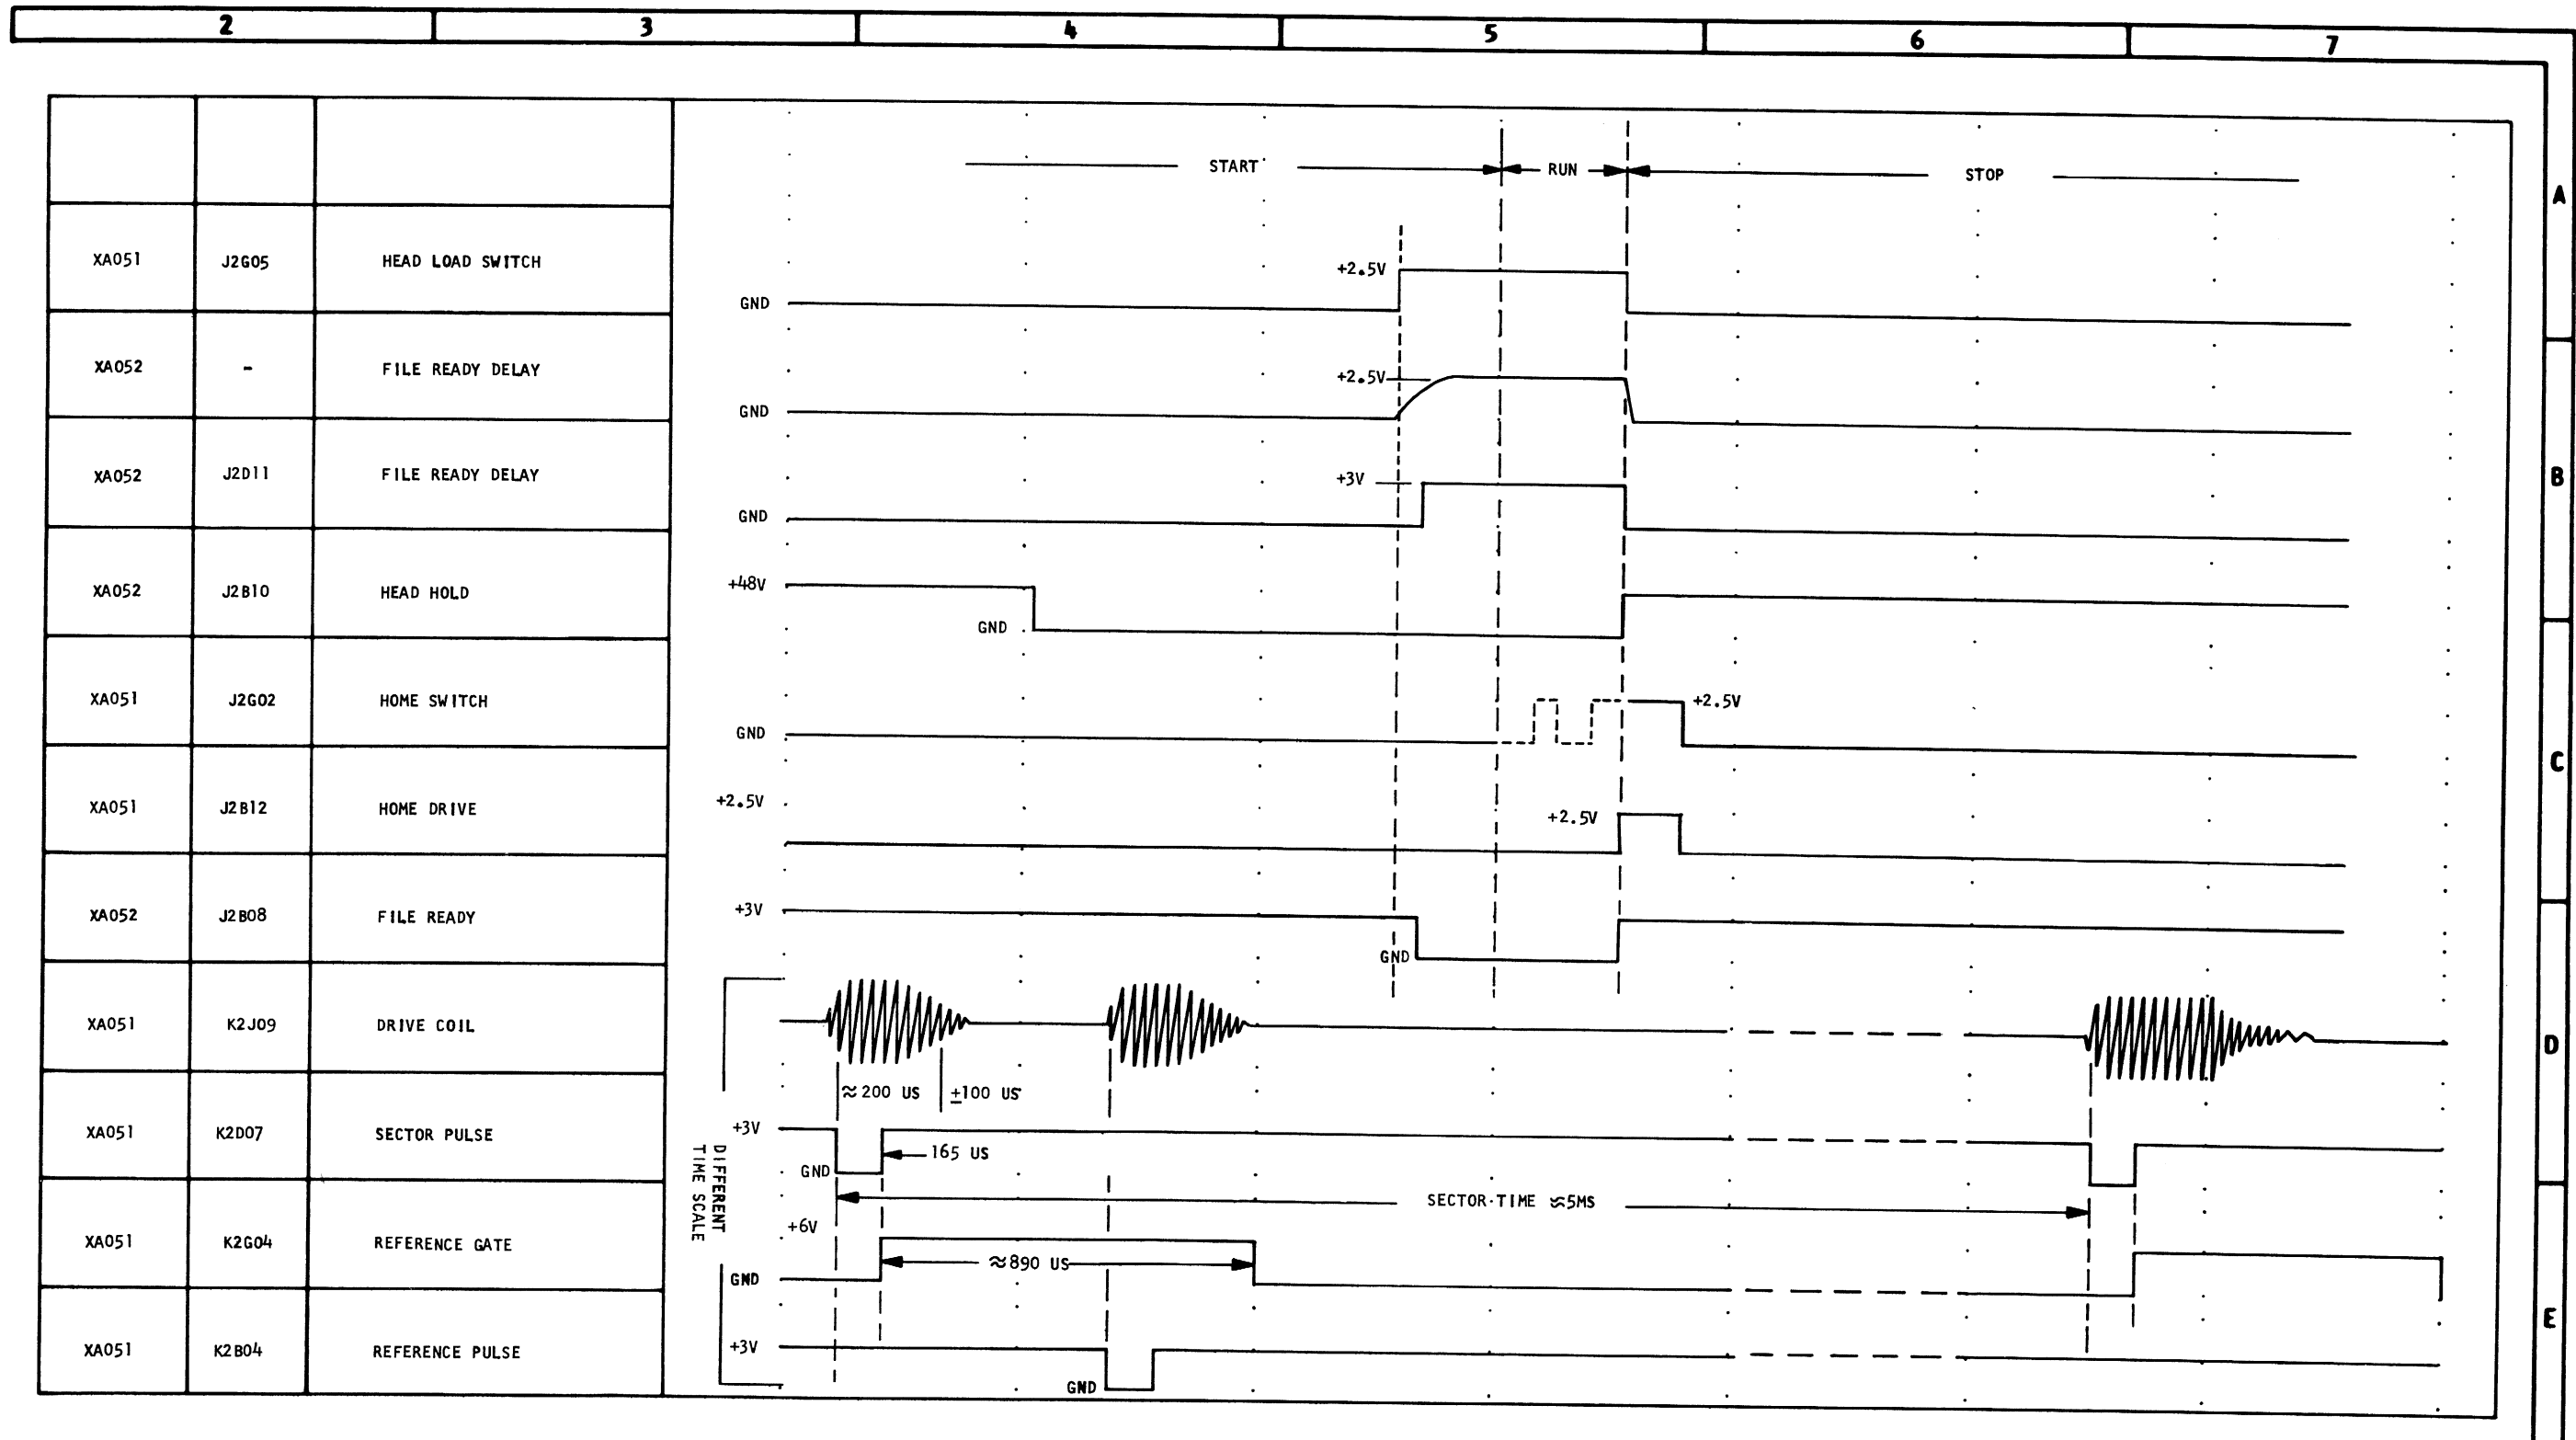 2 3 4 5 6 7
START RUN STOP
A
XA051 J2G05 HEAD LOAD SWITCH
+2.5V
GND
XA052 - FILE READY DELAY
+2.5V
GND
B
XA052 J2D11 FILE READY DELAY
+3V
GND
XA052 J2B10 HEAD HOLD
+48V
GND
XA051 J2G02 HOME SWITCH
+2.5V
GND
C
XA051 J2B12 HOME DRIVE
+2.5V
+2.5V
XA052 J2B08 FILE READY
+3V
GND
XA051 K2J09 DRIVE COIL
D
≈ 200 US ±100 US
XA051 K2D07 SECTOR PULSE
+3V
165 US
GND
DIFFERENT
TIME SCALE
SECTOR TIME ≈5MS
XA051 K2G04 REFERENCE GATE
+6V
≈890 US
GND
E
XA051 K2B04 REFERENCE PULSE
+3V
GND